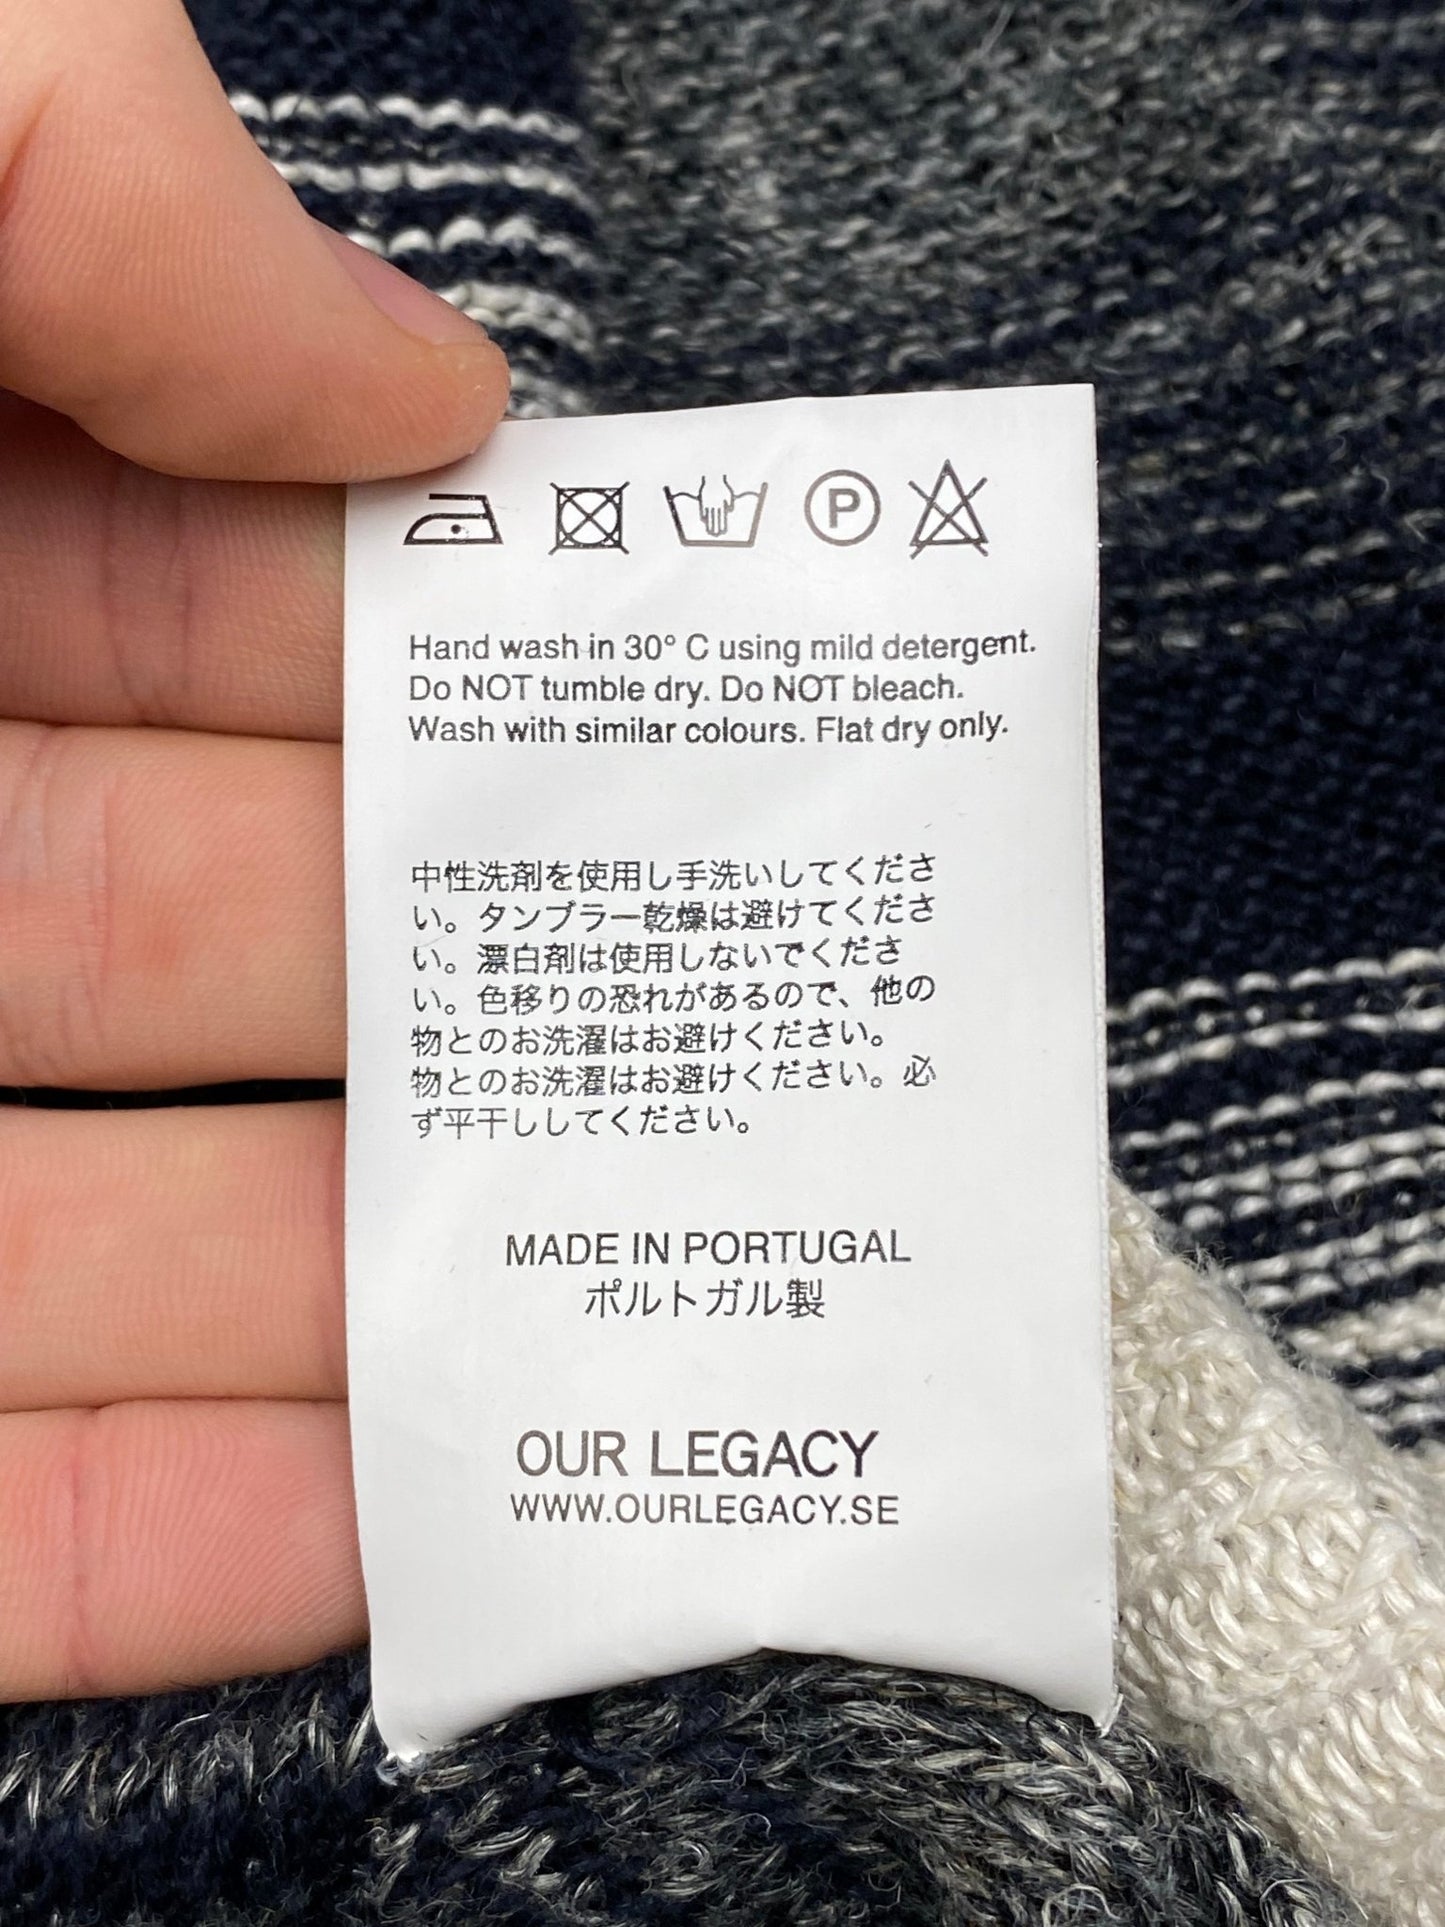 P
Hand wash in 30° C using mild detergent.
Do NOT tumble dry. Do NOT bleach.
Wash with similar colours. Flat dry only.
中性洗剤を使用し手洗いしてくださ
い。タンブラー乾燥は避けてくださ
い。漂白剤は使用しないでくださ
い。色移りの恐れがあるので、他の
物とのお洗濯はお避けください。
物とのお洗濯はお避けください。必
ず平干ししてください。
MADE IN PORTUGAL
ポルトガル製
OUR LEGACY
WWW.OURLEGACY.SE